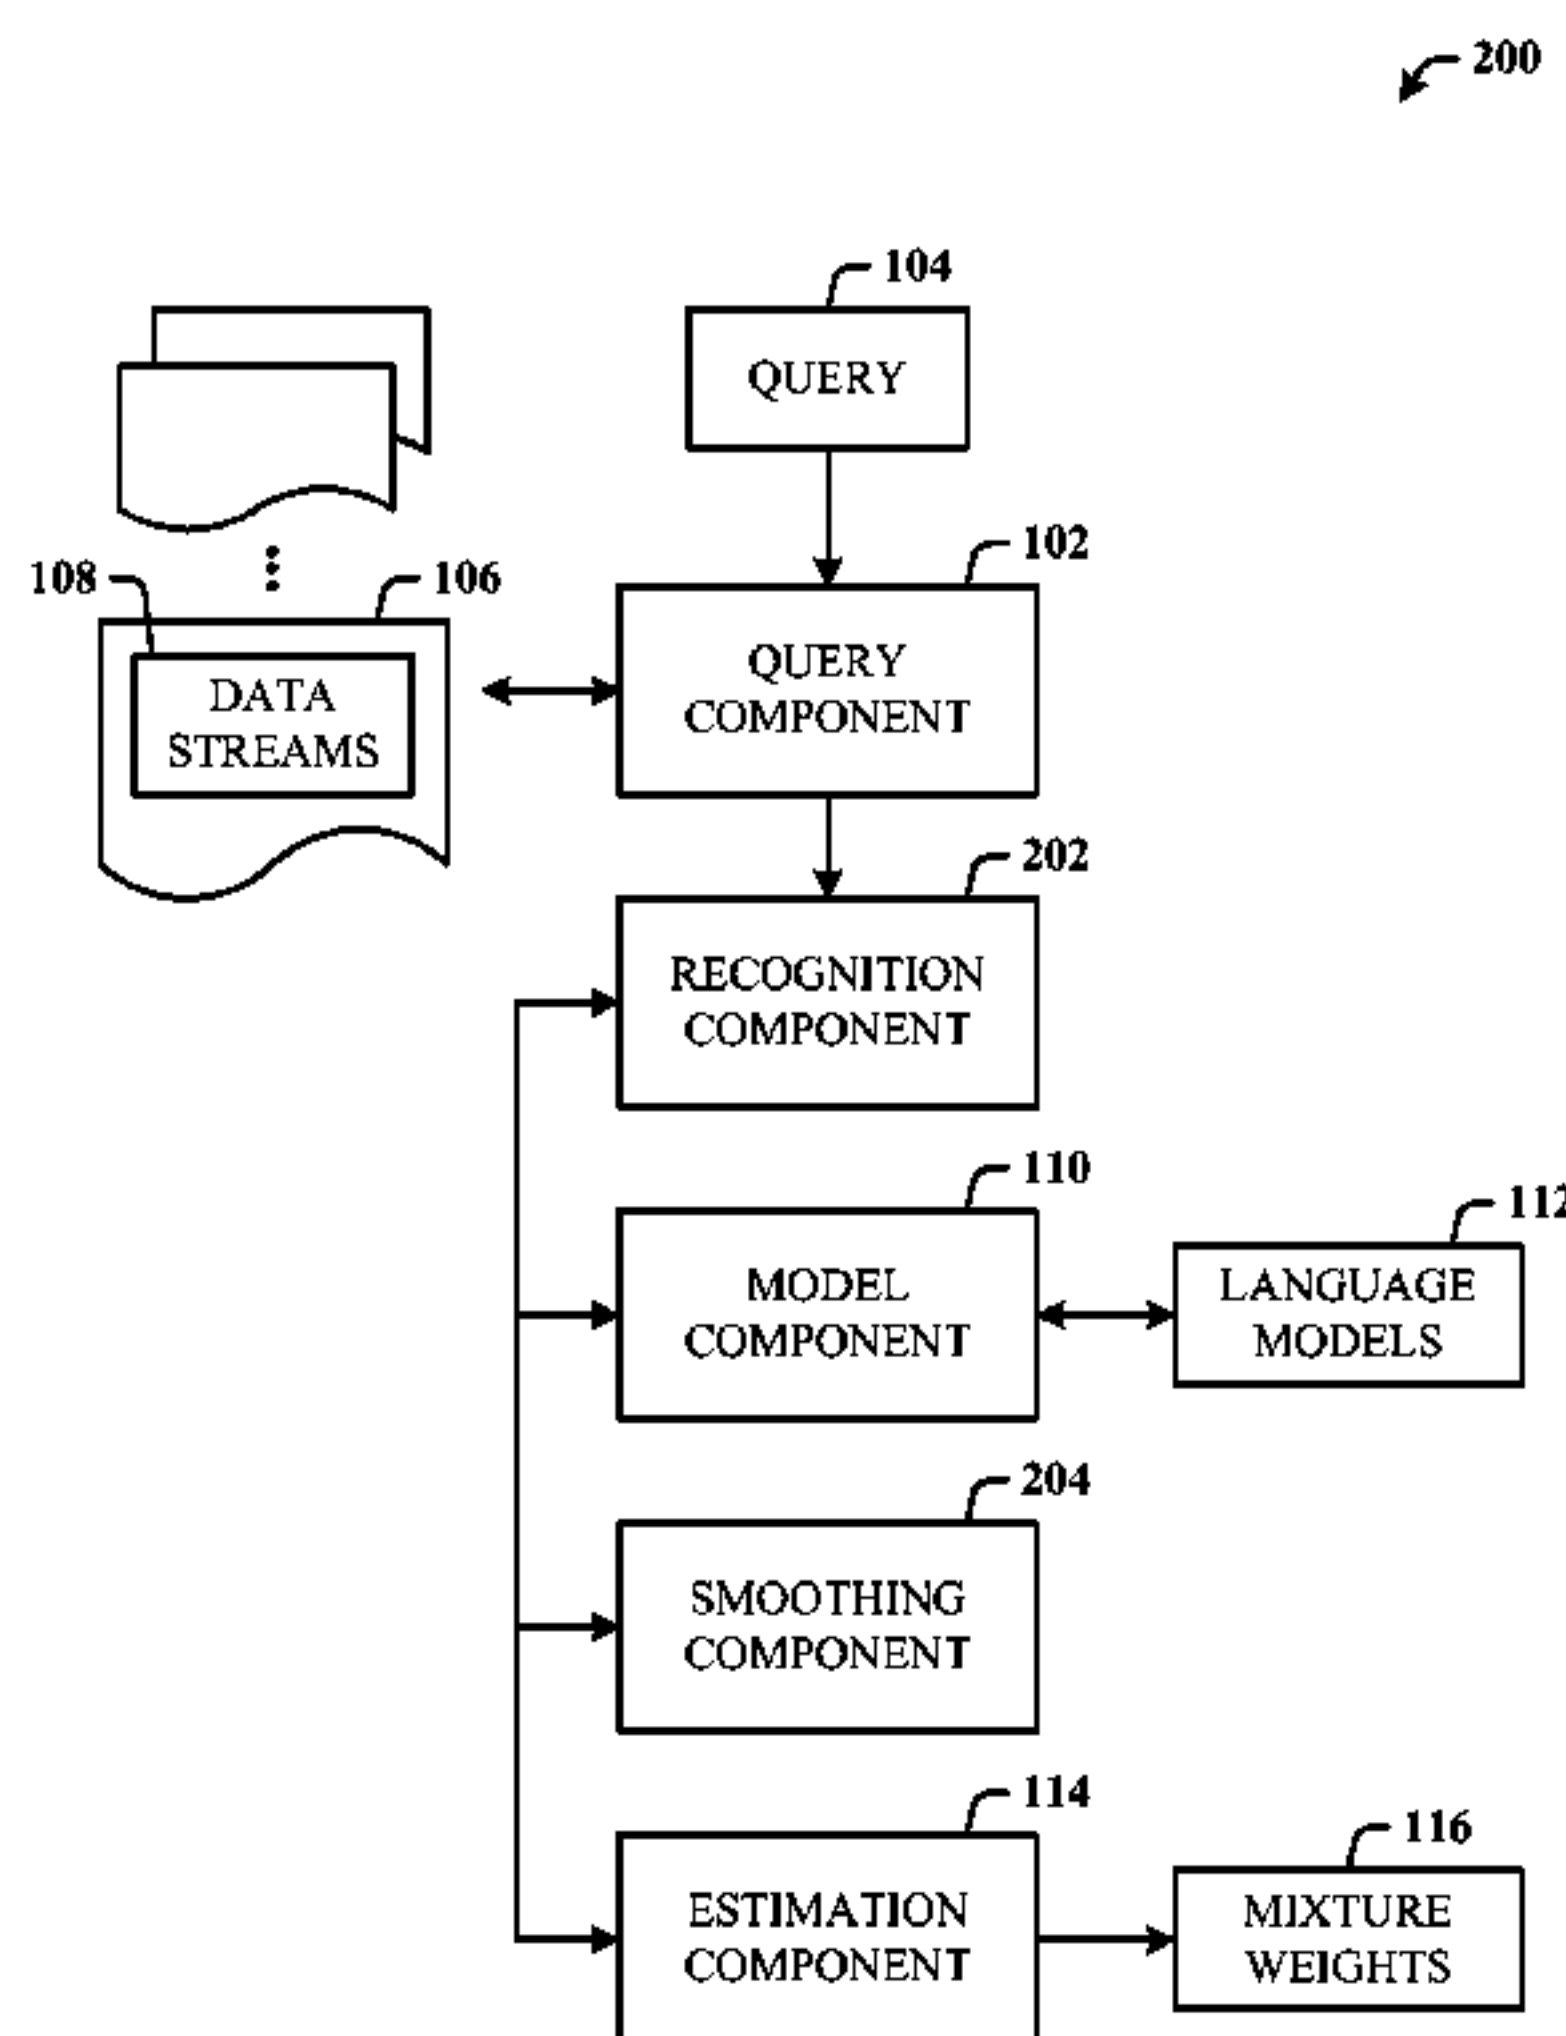 200
104
QUERY
102
108
106
DATA
STREAMS
QUERY
COMPONENT
202
RECOGNITION
COMPONENT
110
112
MODEL
COMPONENT
LANGUAGE
MODELS
204
SMOOTHING
COMPONENT
114
116
ESTIMATION
COMPONENT
MIXTURE
WEIGHTS